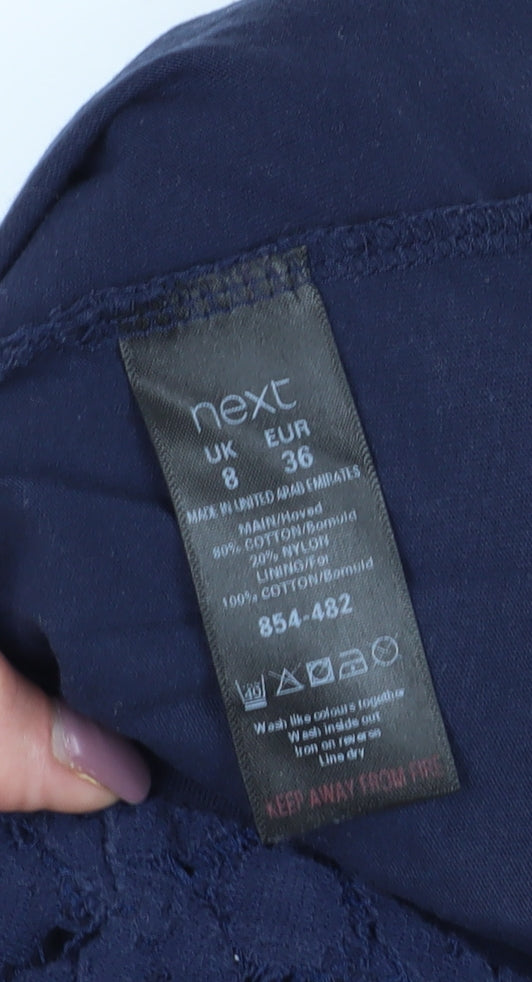 next
UK EUR
8 36
MADE IN UNITED ARAB EMIRATES
MAIN/Hoved
80% COTTON/Bomuld
20% NYLON
LINING/For
100% COTTON/Bomuld
854-482
40
Wash like colours together
Wash inside out
Iron on reverse
Line dry
KEEP AWAY FROM FIRE